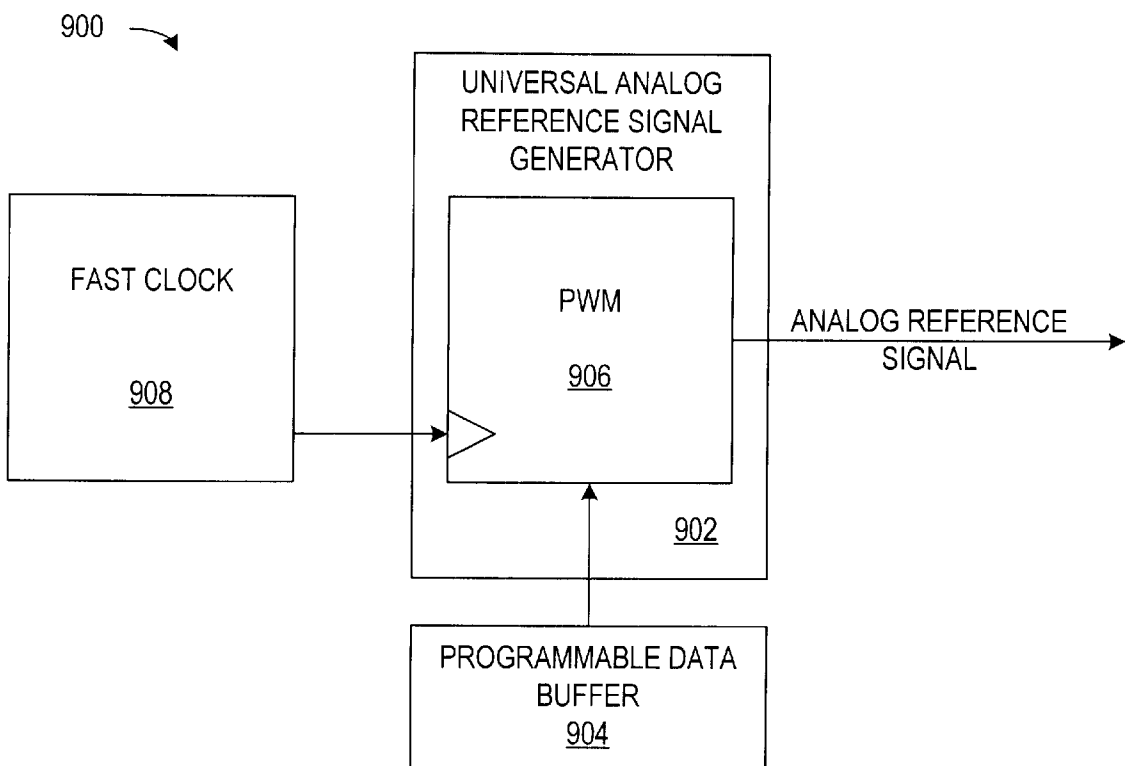 900
UNIVERSAL ANALOG
REFERENCE SIGNAL
GENERATOR
FAST CLOCK
908
PWM
906
ANALOG REFERENCE
SIGNAL
902
PROGRAMMABLE DATA
BUFFER
904